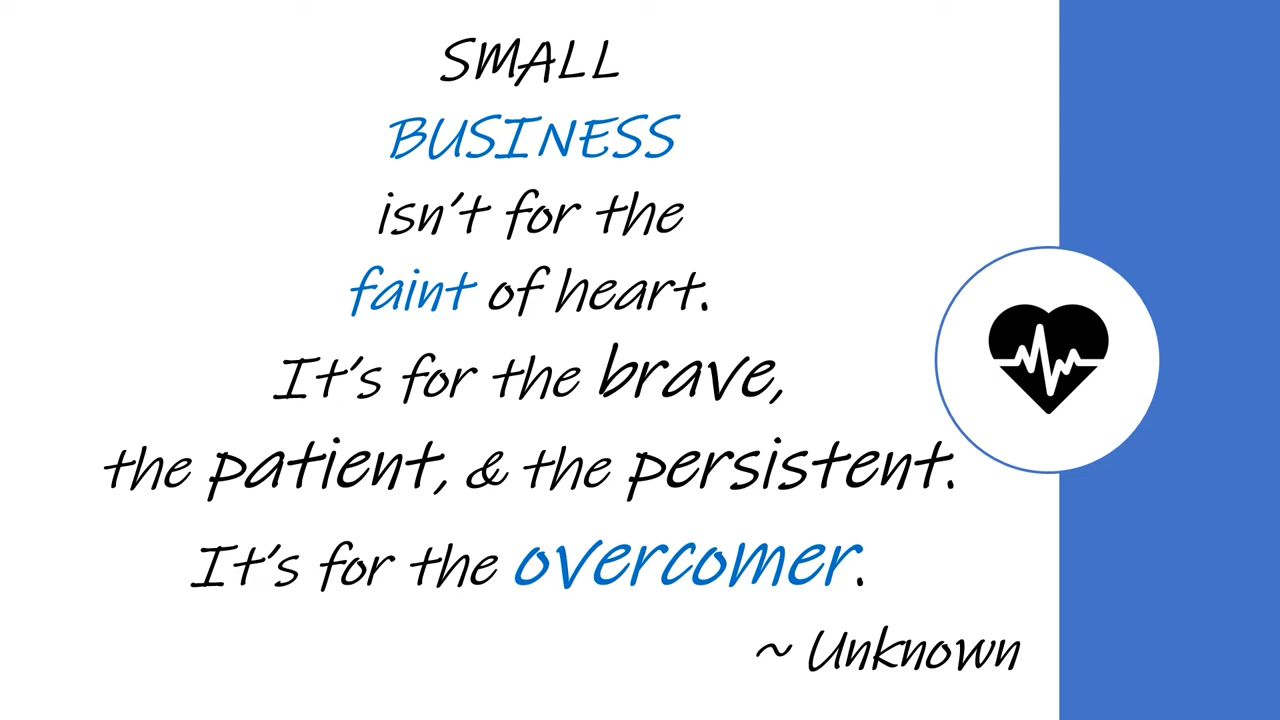 SMALL
BUSINESS
isn't for the
faint of heart.
It's for the brave,
the patient, & the persistent.
It's for the overcomer.
~ Unknown